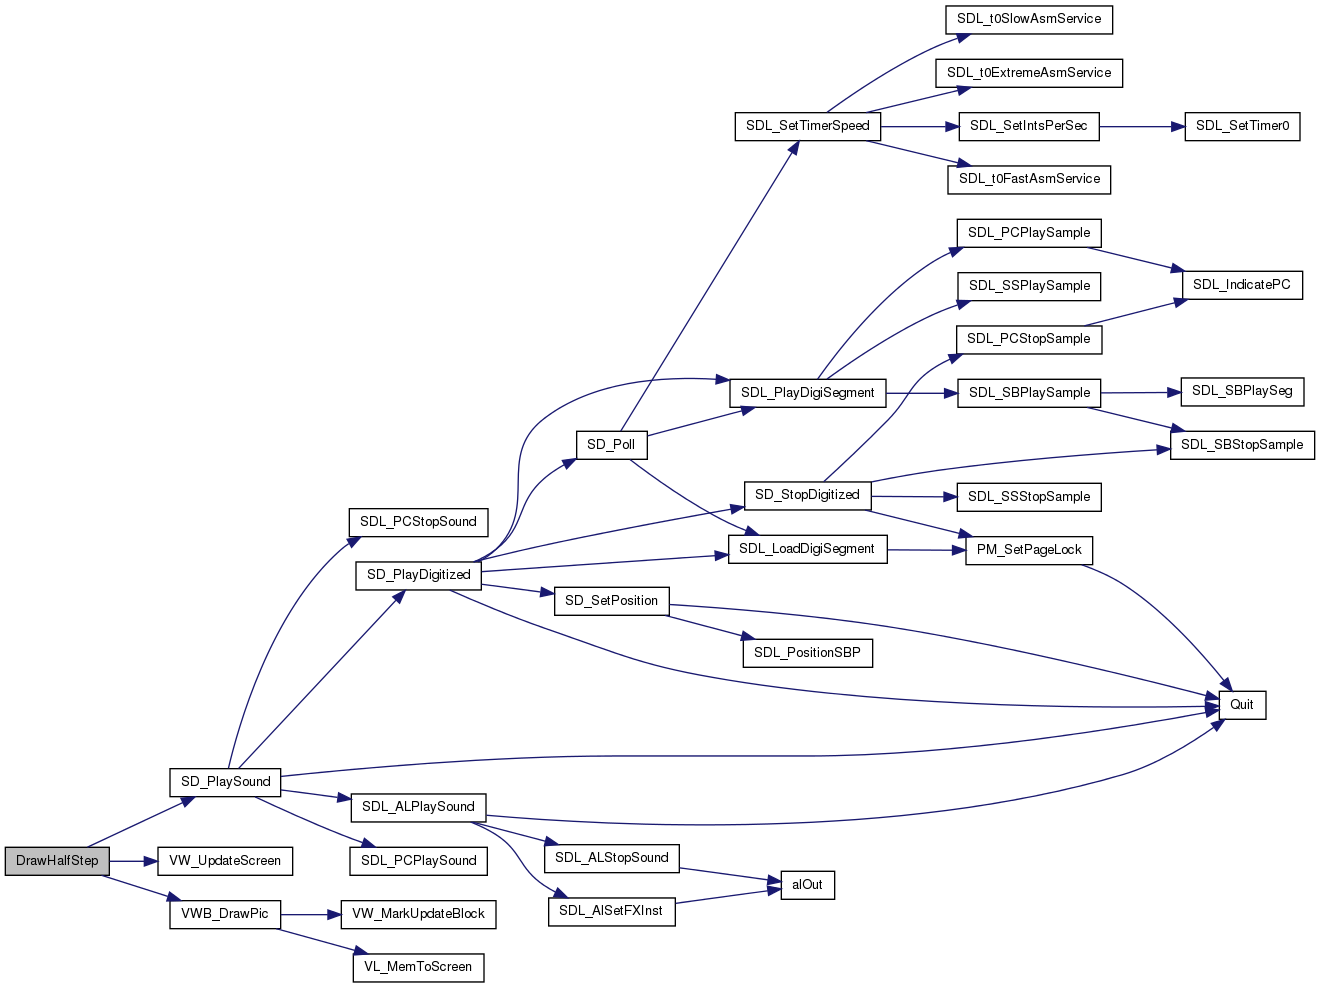 SDL_t0SlowAsmService
SDL_t0ExtremeAsmService
SDL_SetTimerSpeed
SDL_SetIntsPerSec
SDL_SetTimer0
SDL_t0FastAsmService
SDL_PCPlaySample
SDL_SSPlaySample
SDL_IndicatePC
SDL_PCStopSample
SDL_PlayDigiSegment
SDL_SBPlaySample
SDL_SBPlaySeg
SD_Poll
SDL_SBStopSample
SD_StopDigitized
SDL_SSStopSample
SDL_PCStopSound
SDL_LoadDigiSegment
PM_SetPageLock
SD_PlayDigitized
SD_SetPosition
SDL_PositionSBP
Quit
SD_PlaySound
SDL_ALPlaySound
DrawHalfStep
VW_UpdateScreen
SDL_PCPlaySound
SDL_ALStopSound
alOut
VWB_DrawPic
VW_MarkUpdateBlock
SDL_AlSetFXInst
VL_MemToScreen